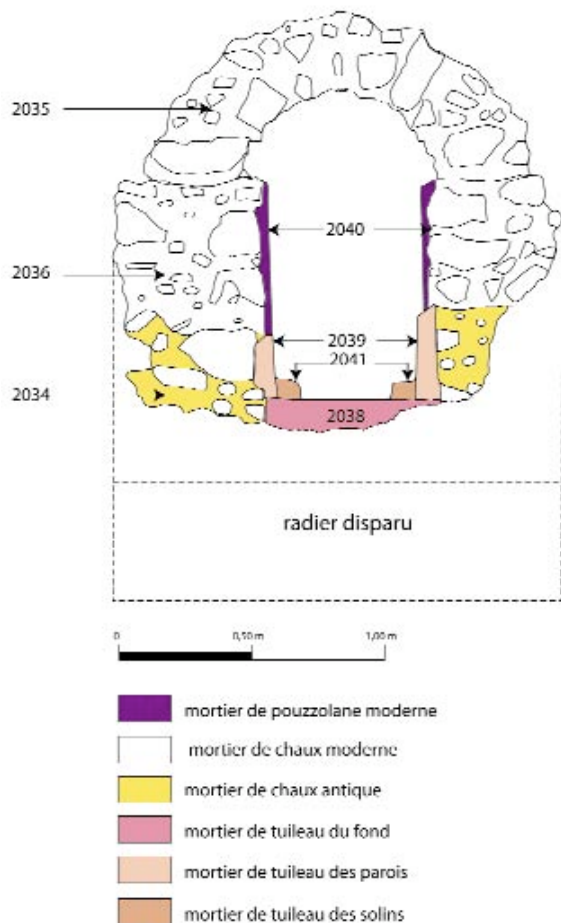 2035
2040
2036
2039
2041
2034
2038
radier disparu
0 0,50 m 1,00 m
mortier de pouzzolane moderne
mortier de chaux moderne
mortier de chaux antique
mortier de tuileau du fond
mortier de tuileau des parois
mortier de tuileau des solins